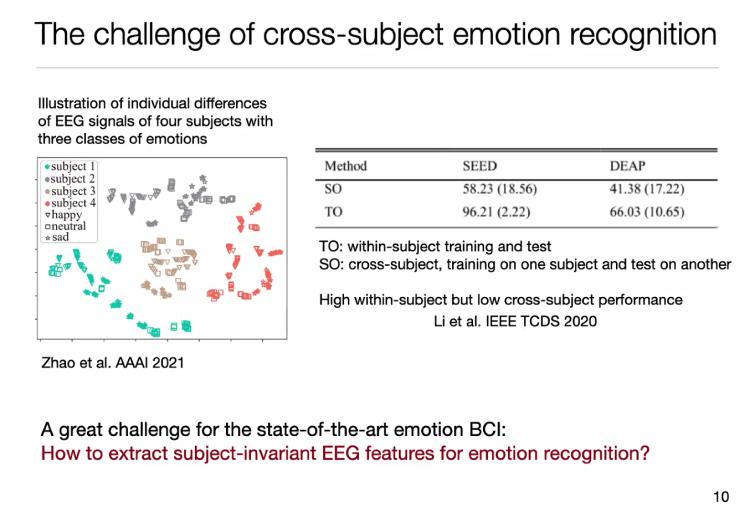 The challenge of cross-subject emotion recognition
Illustration of individual differences
of EEG signals of four subjects with
three classes of emotions
subject 1
subject 2
subject 3
subject 4
happy
neutral
sad
Zhao et al. AAAI 2021
Method SEED DEAP
SO 58.23 (18.56) 41.38 (17.22)
TO 96.21 (2.22) 66.03 (10.65)
TO: within-subject training and test
SO: cross-subject, training on one subject and test on another
High within-subject but low cross-subject performance
Li et al. IEEE TCDS 2020
A great challenge for the state-of-the-art emotion BCI:
How to extract subject-invariant EEG features for emotion recognition?
10